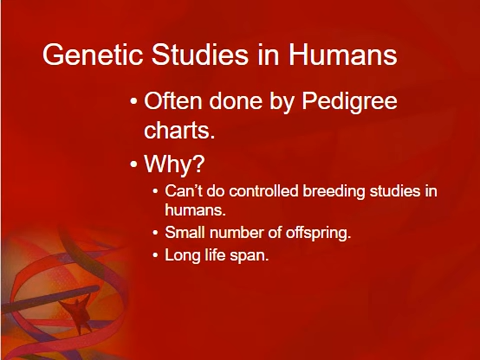 Genetic Studies in Humans
• Often done by Pedigree
charts.
• Why?
• Can't do controlled breeding studies in
humans.
• Small number of offspring.
• Long life span.